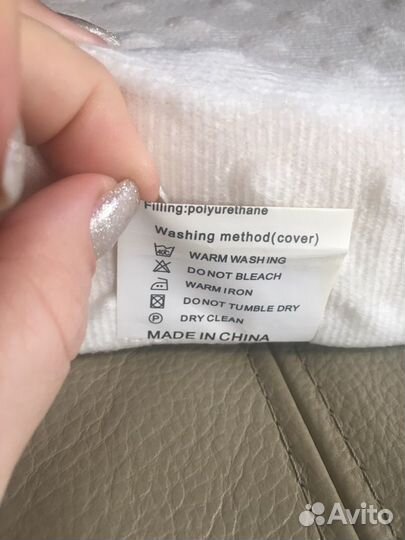 Filling:polyurethane
Washing method(cover)
40C WARM WASHING
DO NOT BLEACH
WARM IRON
DO NOT TUMBLE DRY
P DRY CLEAN
MADE IN CHINA
Avito